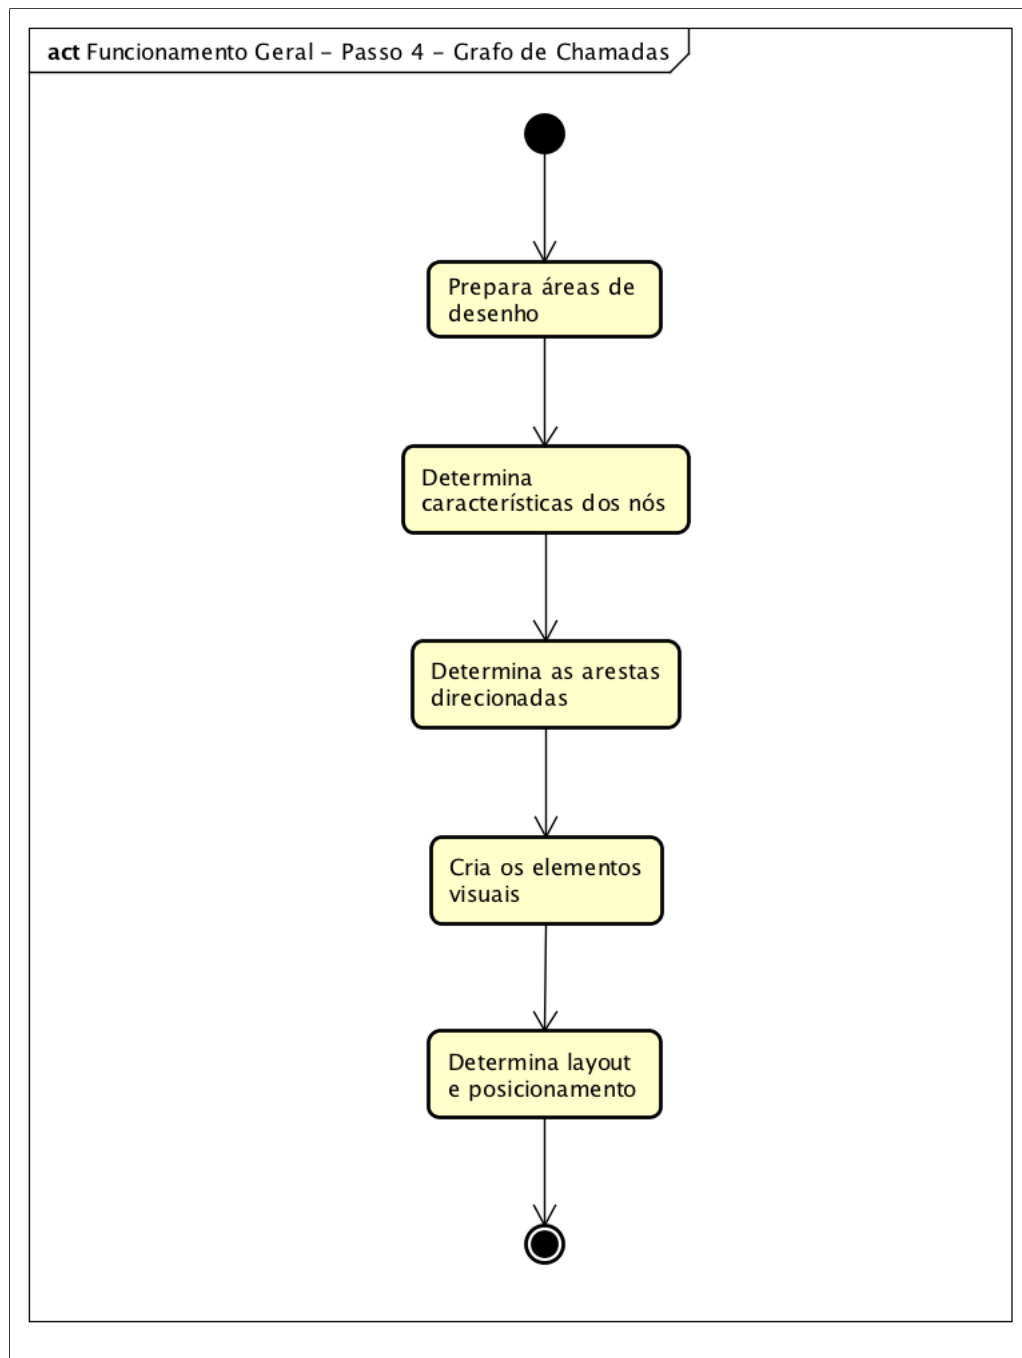 act Funcionamento Geral – Passo 4 – Grafo de Chamadas
Prepara áreas de
desenho
Determina
característísticas dos nós
Determina as arestas
direcionadas
Cria os elementos
visuais
Determina layout
e posicionamento